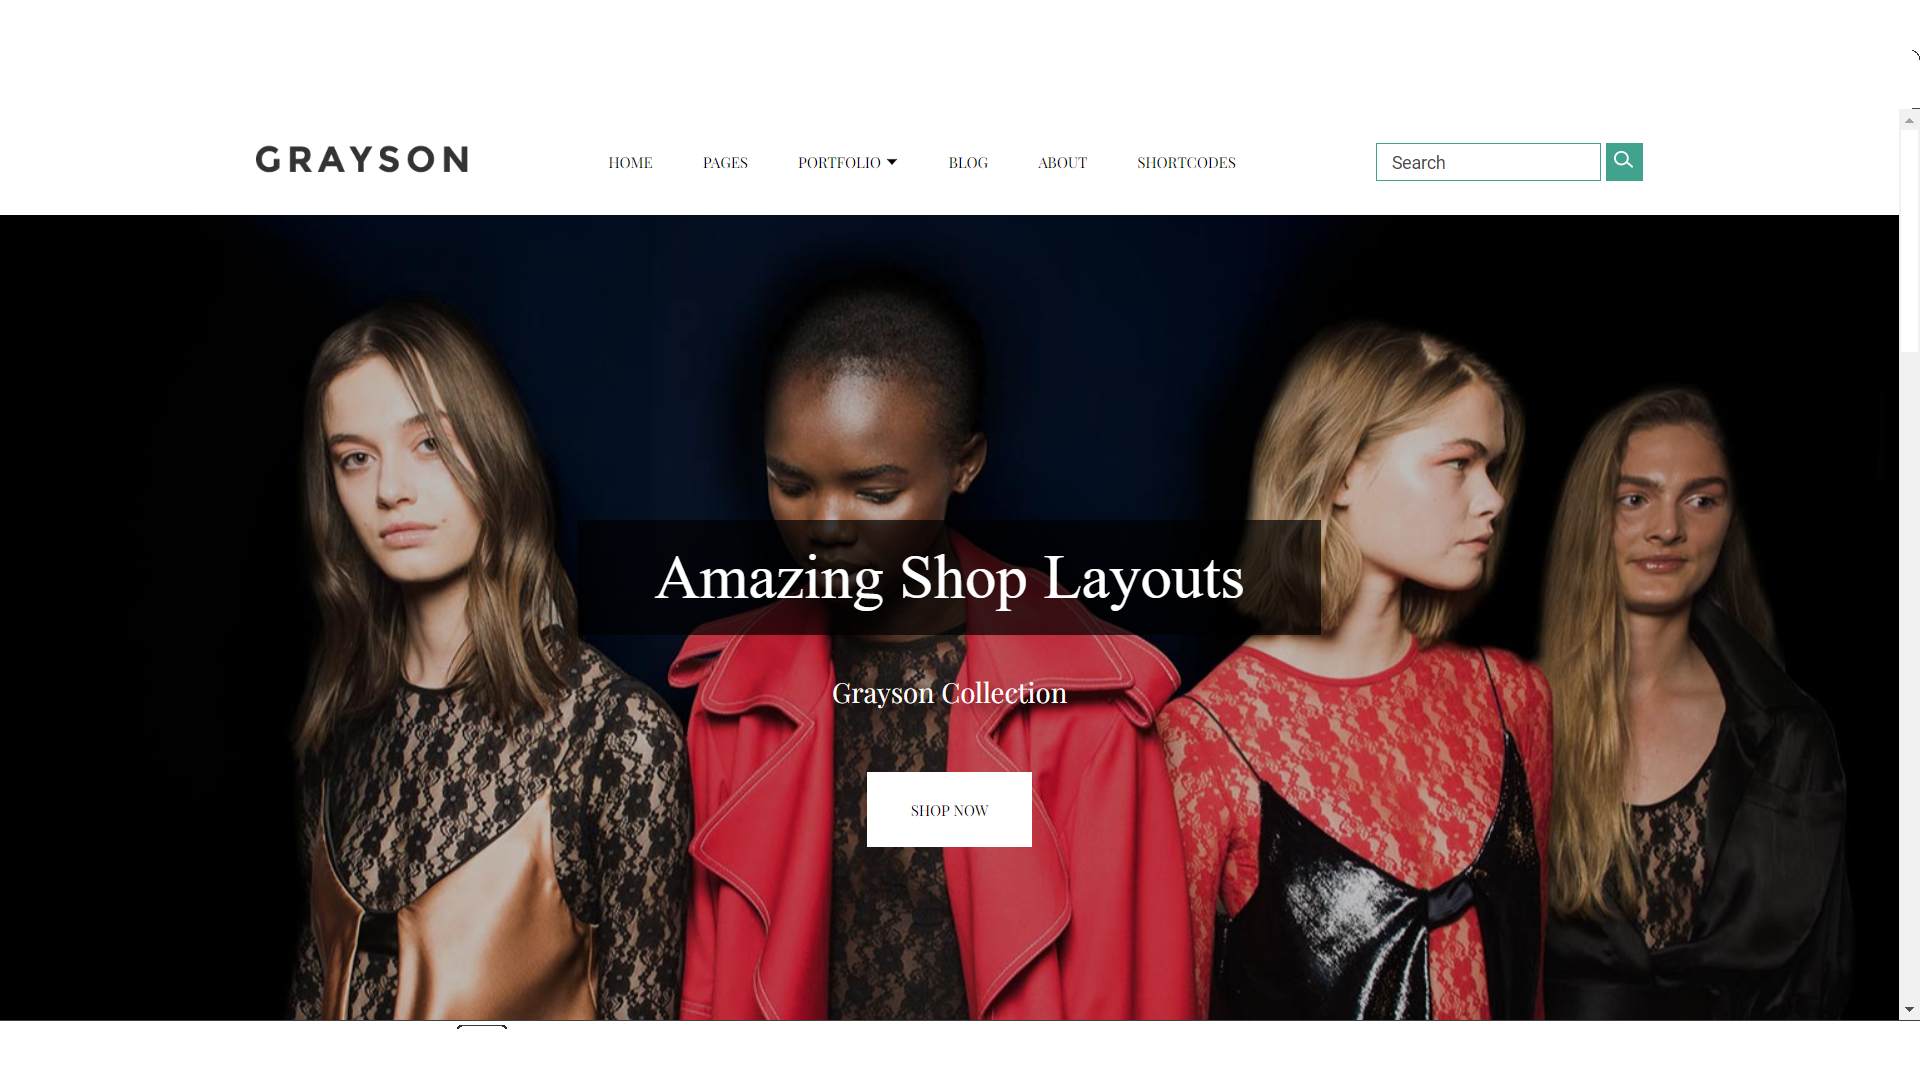 GRAYSON
HOME PAGES PORTFOLIO BLOG ABOUT SHORTCODES
Search
Amazing Shop Layouts
Grayson Collection
SHOP NOW